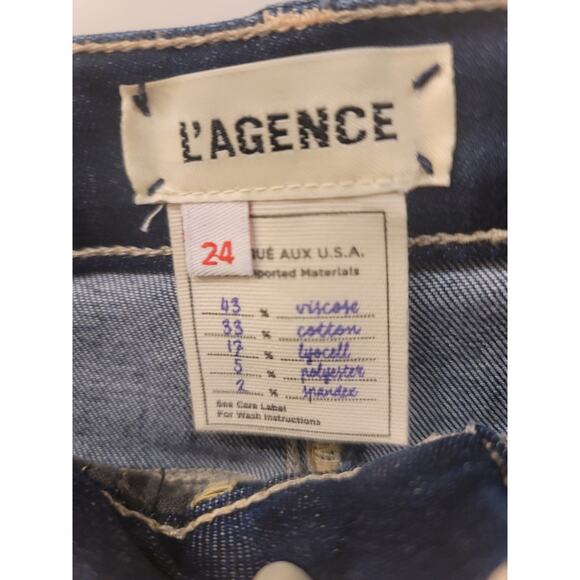 L'AGENCE
24
QUÉ AUX U.S.A.
ported Materials
43 % viscose
33 % cotton
17 % lyocell
5 % polyester
2 % spandex
See Care Label
For Wash Instructions